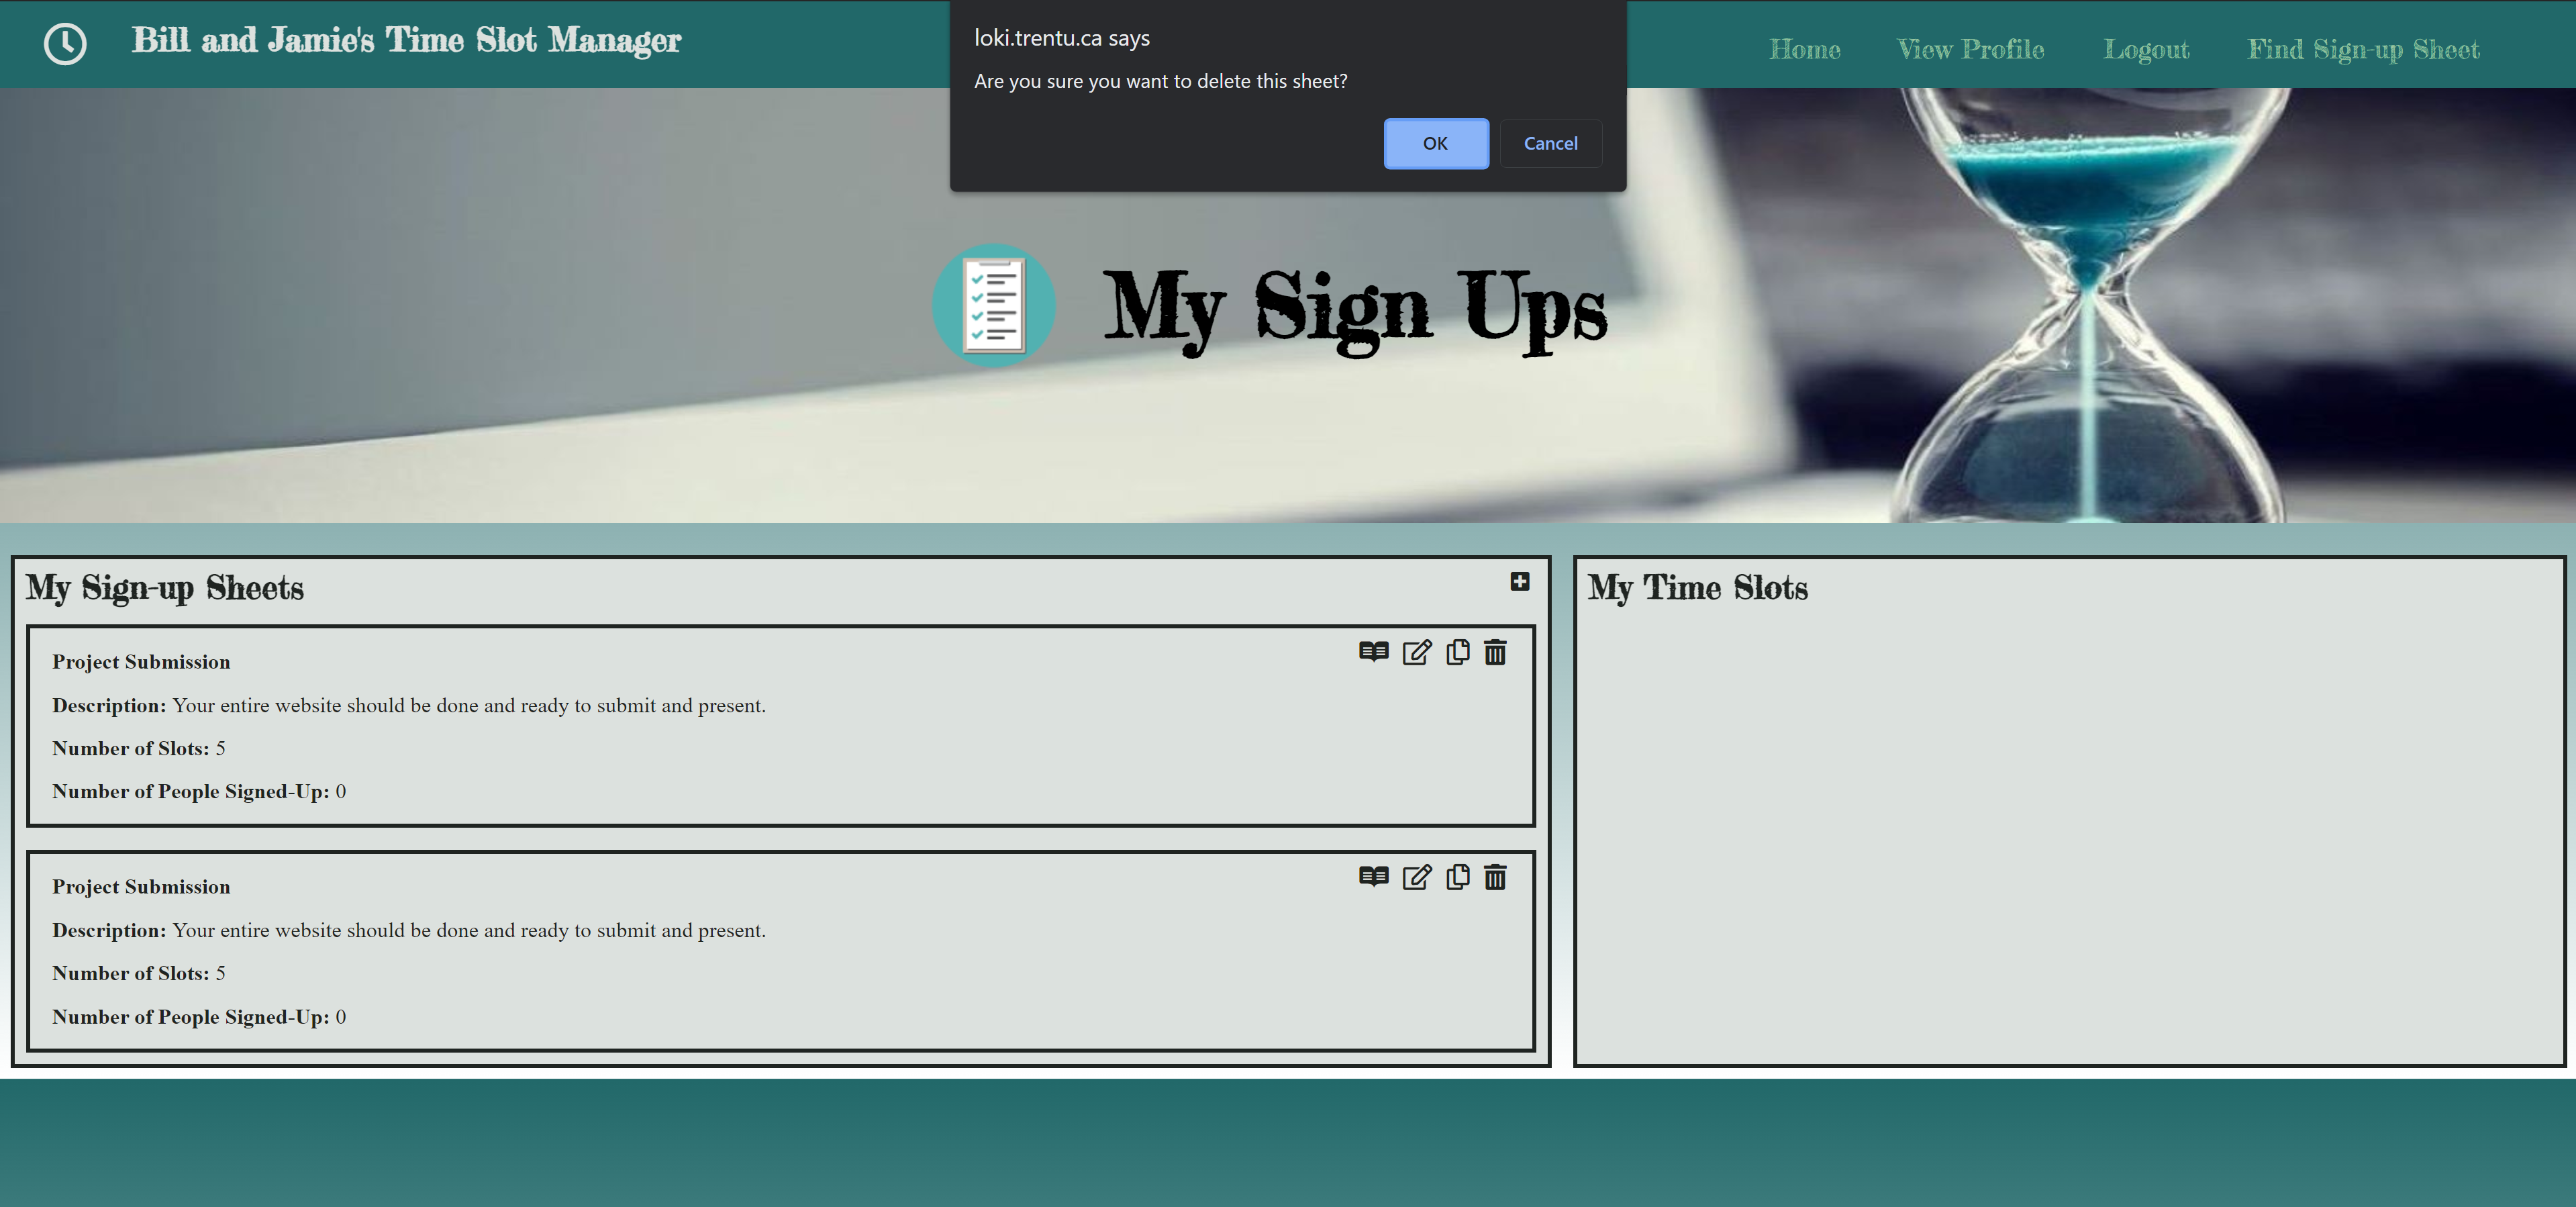 Bill and Jamie's Time Slot Manager
loki.trentu.ca says
Are you sure you want to delete this sheet?
OK Cancel
Home View Profile Logout Find Sign-up Sheet
My Sign Ups
My Sign-up Sheets
Project Submission
Description: Your entire website should be done and ready to submit and present.
Number of Slots: 5
Number of People Signed-Up: 0
Project Submission
Description: Your entire website should be done and ready to submit and present.
Number of Slots: 5
Number of People Signed-Up: 0
My Time Slots